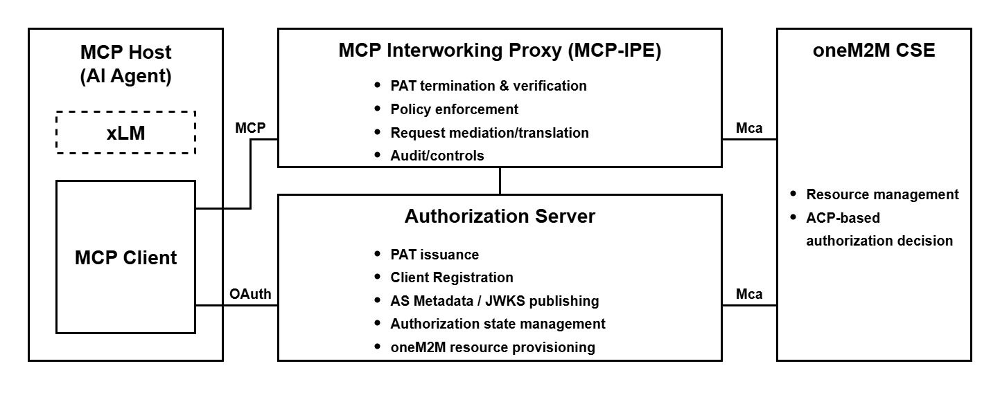 MCP Host
(AI Agent)
xLM
MCP Client
MCP
OAuth
MCP Interworking Proxy (MCP-IPE)
• PAT termination & verification
• Policy enforcement
• Request mediation/translation
• Audit/controls
Authorization Server
• PAT issuance
• Client Registration
• AS Metadata / JWKS publishing
• Authorization state management
• oneM2M resource provisioning
Mca
Mca
oneM2M CSE
• Resource management
• ACP-based
authorization decision